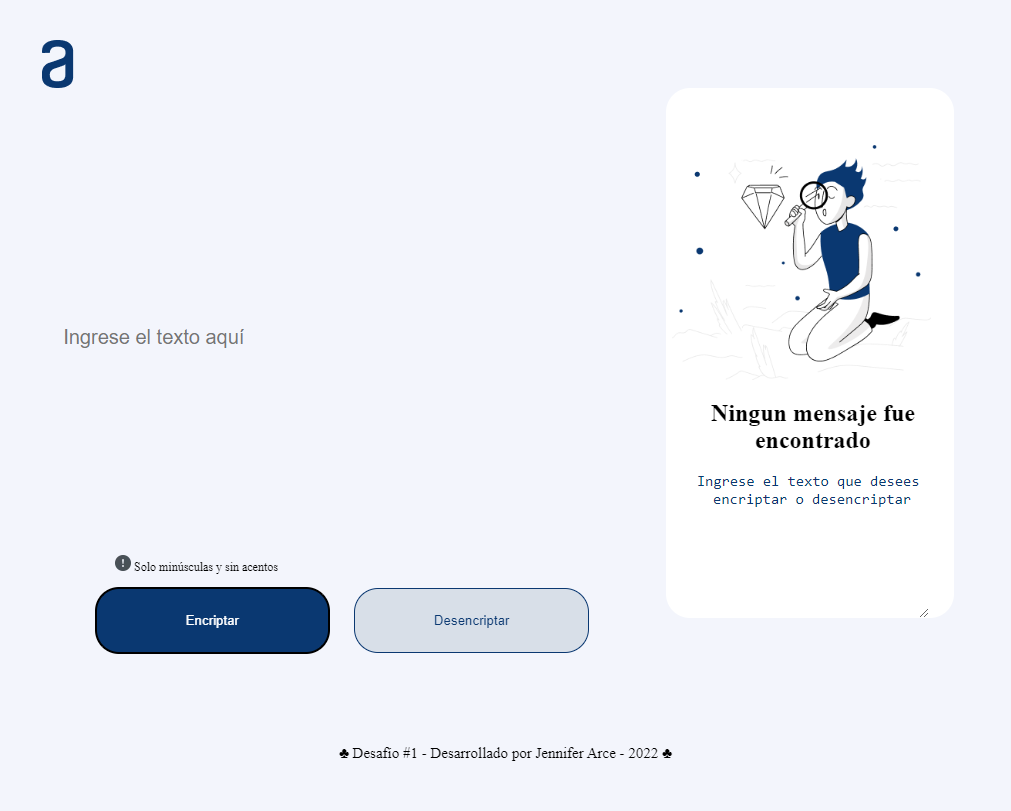 a
Ingrese el texto aquí
Ningun mensaje fue
encontrado
Ingrese el texto que desees
encriptar o desencriptar
! Solo minúsculas y sin acentos
Encriptar
Desencriptar
♣ Desafío #1 - Desarrollado por Jennifer Arce - 2022 ♣